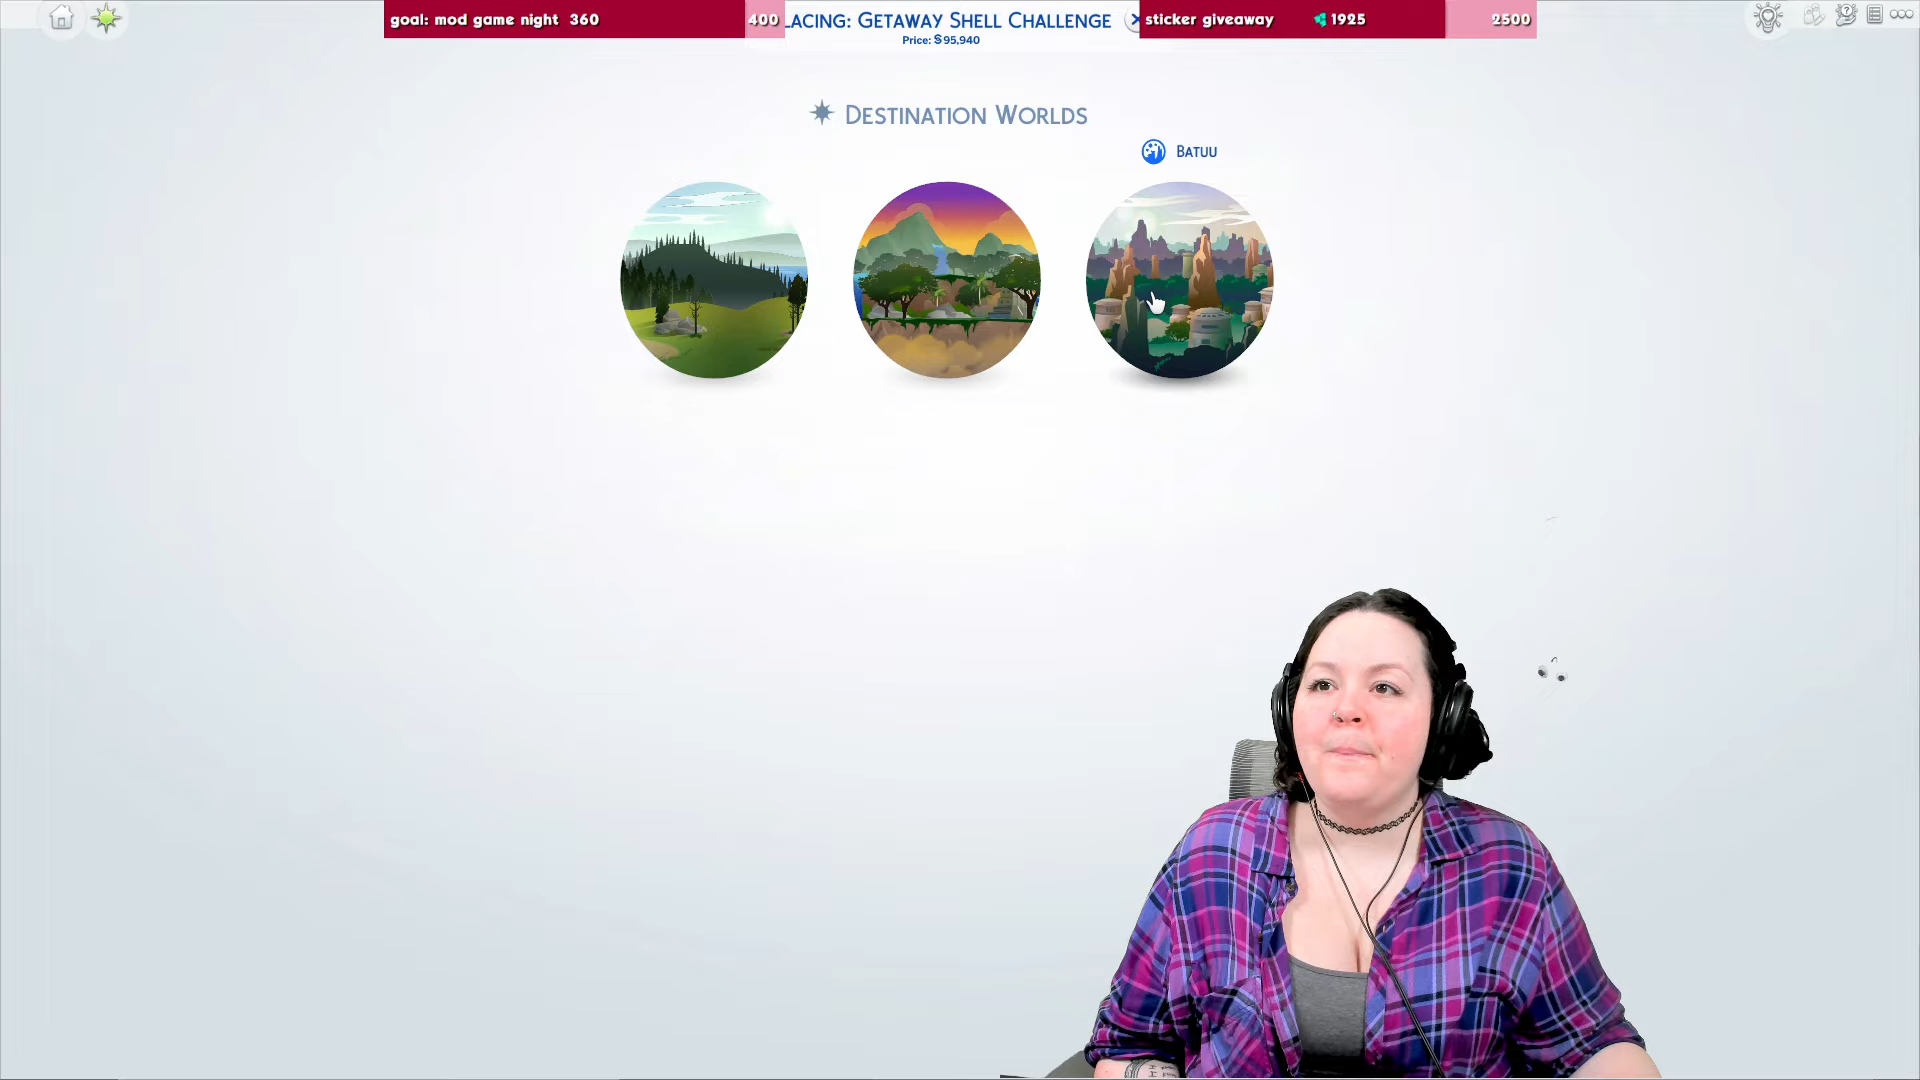 goal: mod game night 360
400
LACING: GETAWAY SHELL CHALLENGE
Price: §95,940
sticker giveaway 1925
2500
DESTINATION WORLDS
BATUU